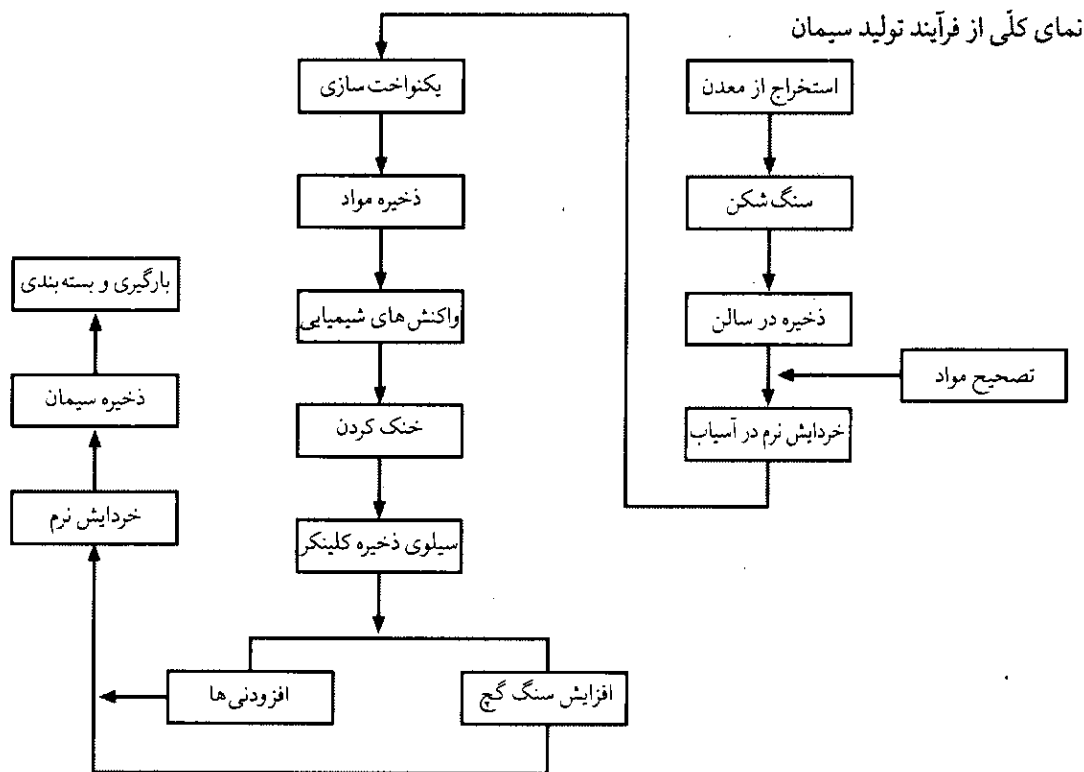 نمای کلّی از فرآیند تولید سیمان
استخراج از معدن
سنگ شکن
ذخیره در سالن
تصحیح مواد
خردایش نرم در آسیاب
یکنواخت سازی
ذخیره مواد
واکنش های شیمیایی
خنک کردن
سیلوی ذخیره کلینکر
افزایش سنگ گچ
افزودنی ها
خردایش نرم
ذخیره سیمان
بارگیری و بسته بندی